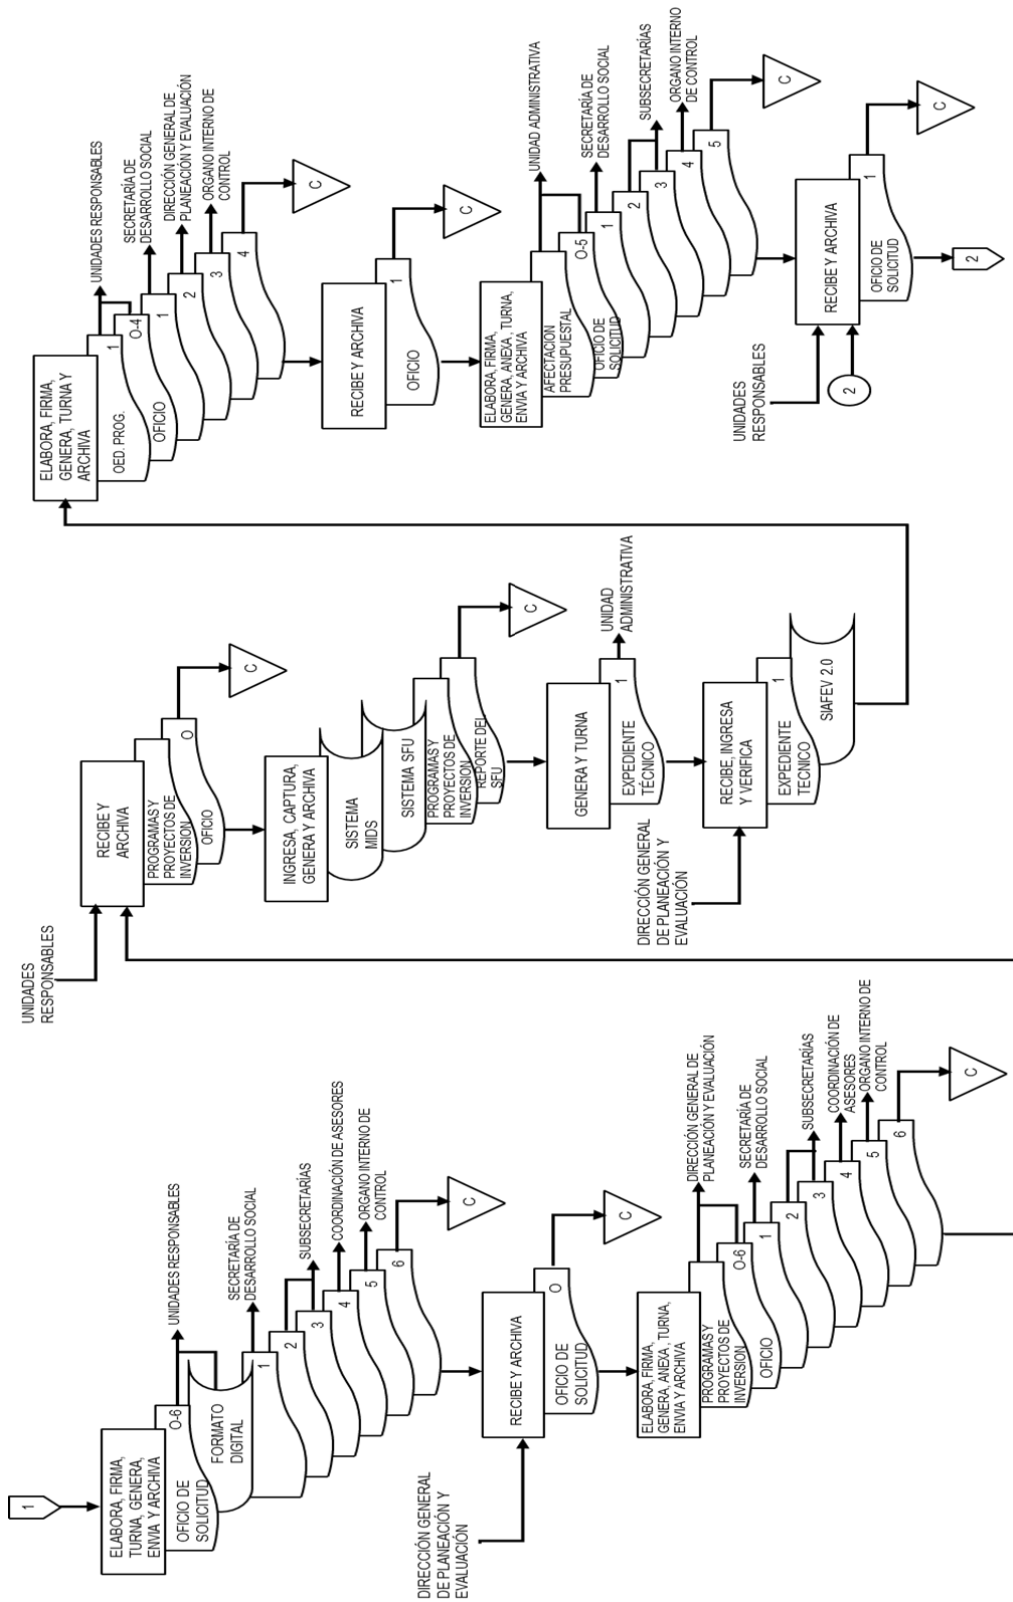 1
ELABORA, FIRMA,
TURNA, GENERA,
ENVIA Y ARCHIVA
OFICIO DE
SOLICITUD
O-6
UNIDADES RESPONSABLES
FORMATO
DIGITAL
SECRETARÍA DE
DESARROLLO SOCIAL
1
2
SUBSECRETARÍAS
3
4
COORDINACIÓN DE ASESORES
5
ORGANO INTERNO DE
CONTROL
6
C
DIRECCIÓN GENERAL
DE PLANEACIÓN Y
EVALUACIÓN
RECIBE Y ARCHIVA
OFICIO DE
SOLICITUD
O
C
ELABORA, FIRMA,
GENERA, ANEXA, TURNA,
ENVIA Y ARCHIVA
PROGRAMAS Y
PROYECTOS DE
INVERSION
DIRECCIÓN GENERAL DE
PLANEACIÓN Y EVALUACIÓN
O-6
OFICIO
SECRETARÍA DE
DESARROLLO SOCIAL
1
2
SUBSECRETARÍAS
3
4
COORDINACIÓN DE
ASESORES
5
ORGANO INTERNO DE
CONTROL
6
C
UNIDADES
RESPONSABLES
RECIBE Y
ARCHIVA
PROGRAMAS Y
PROYECTOS DE
INVERSION
OFICIO
O
C
INGRESA, CAPTURA,
GENERA Y ARCHIVA
SISTEMA
MIDS
SISTEMA SFU
PROGRAMAS Y
PROYECTOS DE
INVERSION
REPORTE DEL
SFU
C
GENERA Y TURNA
EXPEDIENTE
TÉCNICO
1
UNIDAD
ADMINISTRATIVA
DIRECCIÓN GENERAL
DE PLANEACIÓN Y
EVALUACIÓN
RECIBE, INGRESA
Y VERIFICA
EXPEDIENTE
TECNICO
1
SIAFEV 2.0
ELABORA, FIRMA,
GENERA, TURNA Y
ARCHIVA
OED. PROG.
1
UNIDADES RESPONSABLES
O-4
OFICIO
SECRETARÍA DE
DESARROLLO SOCIAL
1
2
DIRECCIÓN GENERAL DE
PLANEACIÓN Y EVALUACIÓN
3
ORGANO INTERNO DE
CONTROL
4
C
RECIBE Y ARCHIVA
OFICIO
1
C
ELABORA, FIRMA,
GENERA, ANEXA, TURNA,
ENVIA Y ARCHIVA
AFECTACION
PRESUPUESTAL
UNIDAD ADMINISTRATIVA
O-5
OFICIO DE
SOLICITUD
SECRETARÍA DE
DESARROLLO SOCIAL
1
2
SUBSECRETARÍAS
3
4
ORGANO INTERNO
DE CONTROL
5
C
UNIDADES
RESPONSABLES
2
RECIBE Y ARCHIVA
OFICIO DE
SOLICITUD
1
C
2